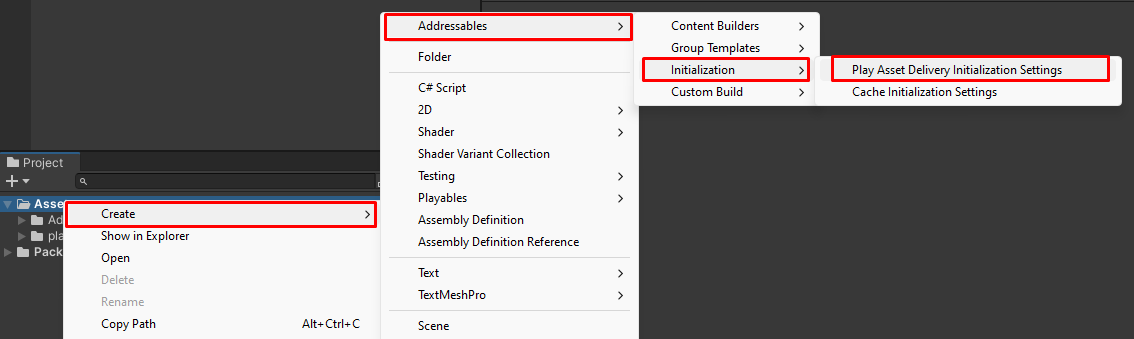 Project
Asse
Ad
pla
Pack
Create
Show in Explorer
Open
Delete
Rename
Copy Path Alt+Ctrl+C
Addressables
Folder
C# Script
2D
Shader
Shader Variant Collection
Testing
Playables
Assembly Definition
Assembly Definition Reference
Text
TextMeshPro
Scene
Content Builders
Group Templates
Initialization
Custom Build
Play Asset Delivery Initialization Settings
Cache Initialization Settings